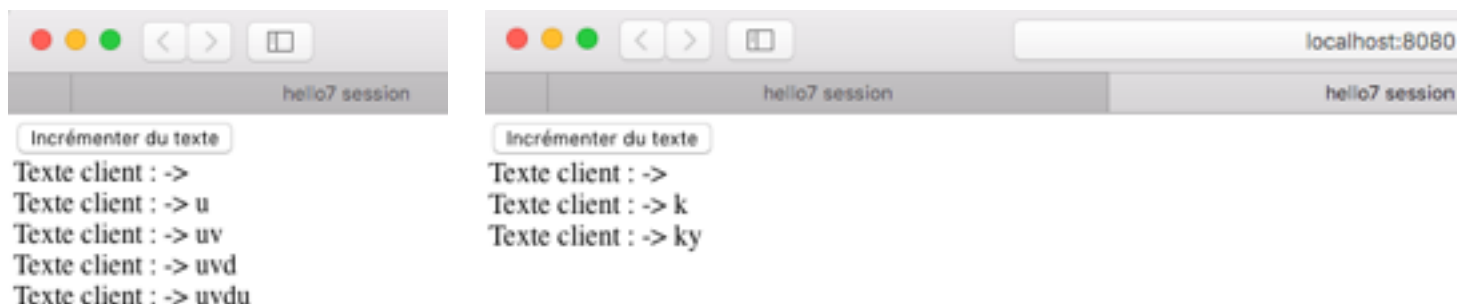 hello7 session
Incrémenter du texte
Texte client : ->
Texte client : -> u
Texte client : -> uv
Texte client : -> uvd
Texte client : -> uvdu
localhost:8080
hello7 session
hello7 session
Incrémenter du texte
Texte client : ->
Texte client : -> k
Texte client : -> ky